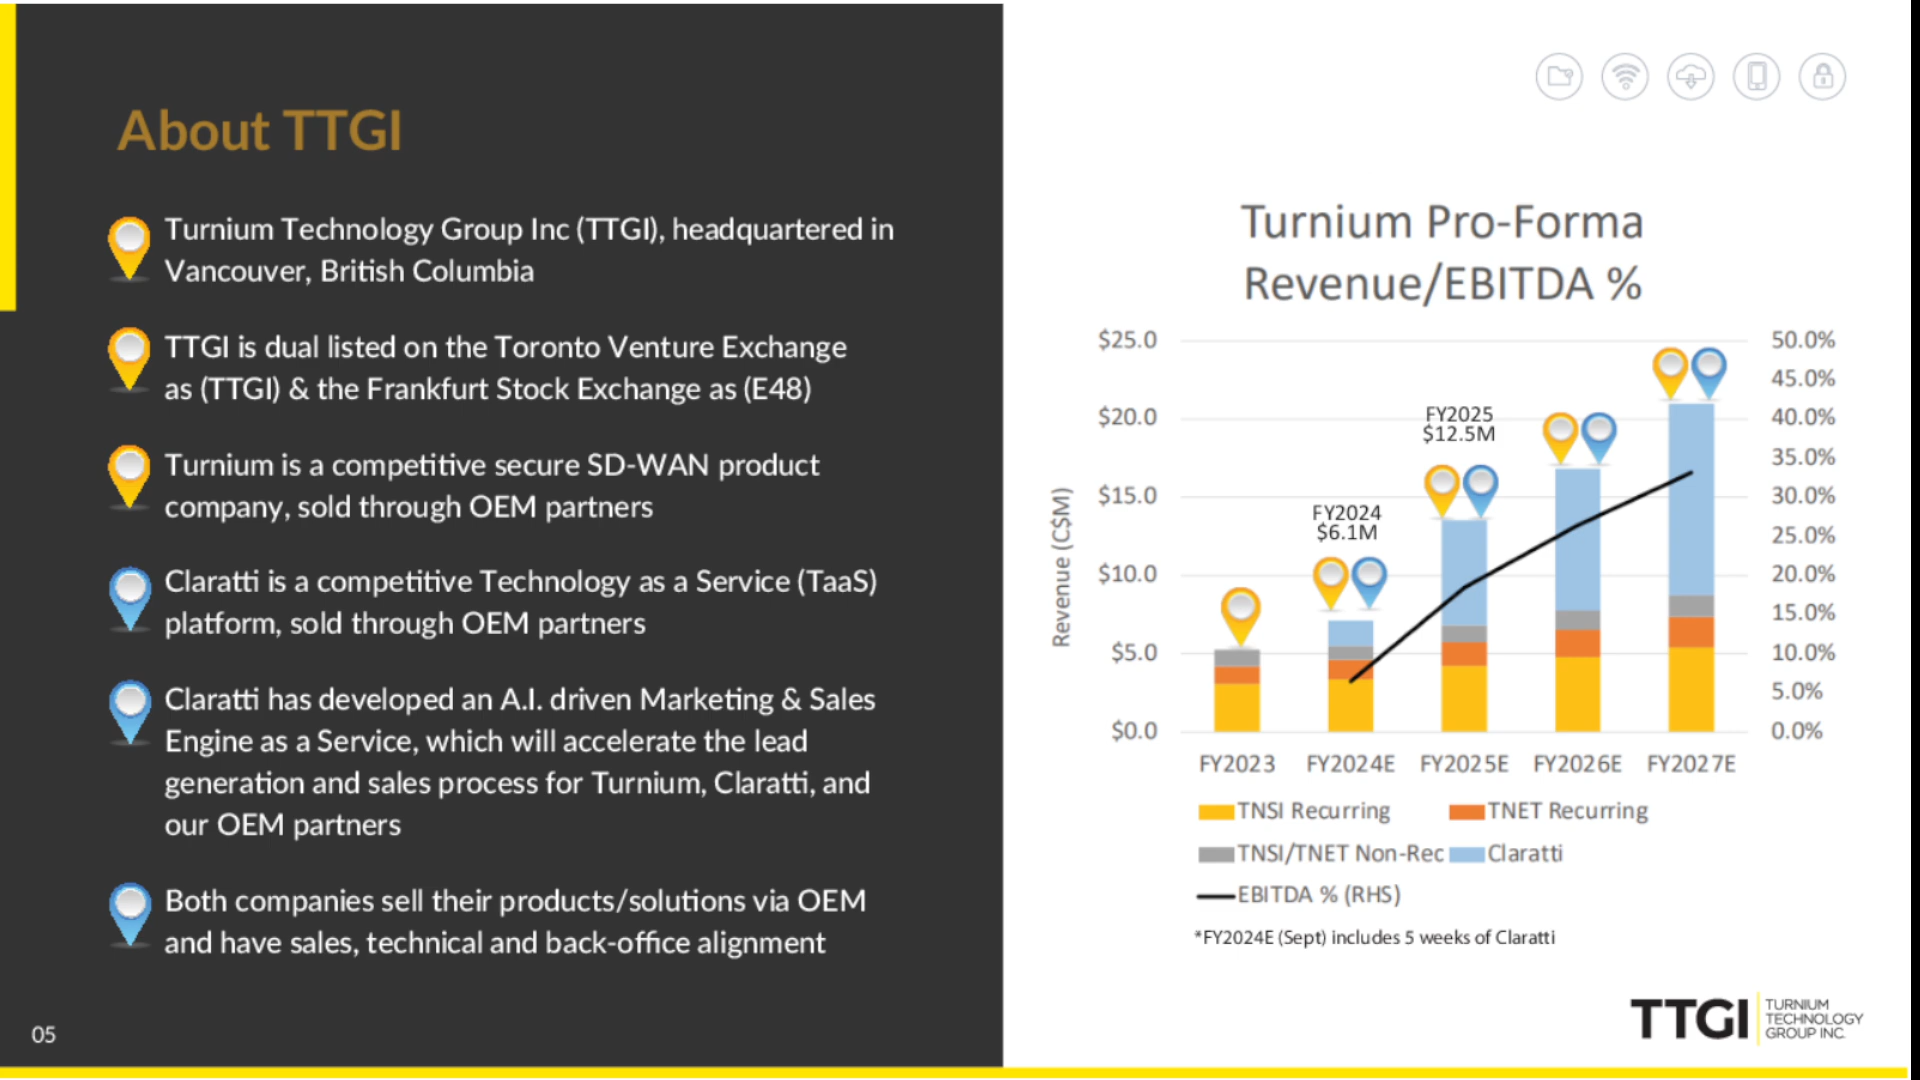 About TTGI
Turnium Technology Group Inc (TTGI), headquartered in
Vancouver, British Columbia
TTGI is dual listed on the Toronto Venture Exchange
as (TTGI) & the Frankfurt Stock Exchange as (E48)
Turnium is a competitive secure SD-WAN product
company, sold through OEM partners
Claratti is a competitive Technology as a Service (TaaS)
platform, sold through OEM partners
Claratti has developed an A.I. driven Marketing & Sales
Engine as a Service, which will accelerate the lead
generation and sales process for Turnium, Claratti, and
our OEM partners
Both companies sell their products/solutions via OEM
and have sales, technical and back-office alignment
05
Turnium Pro-Forma
Revenue/EBITDA %
Revenue (C$M)
$25.0
$20.0
$15.0
$10.0
$5.0
$0.0
FY2024
$6.1M
FY2025
$12.5M
50.0%
45.0%
40.0%
35.0%
30.0%
25.0%
20.0%
15.0%
10.0%
5.0%
0.0%
FY2023 FY2024E FY2025E FY2026E FY2027E
TNSI Recurring TNET Recurring
TNSI/TNET Non-Rec Claratti
EBITDA % (RHS)
*FY2024E (Sept) includes 5 weeks of Claratti
TTGI
TURNIUM
TECHNOLOGY
GROUP INC.